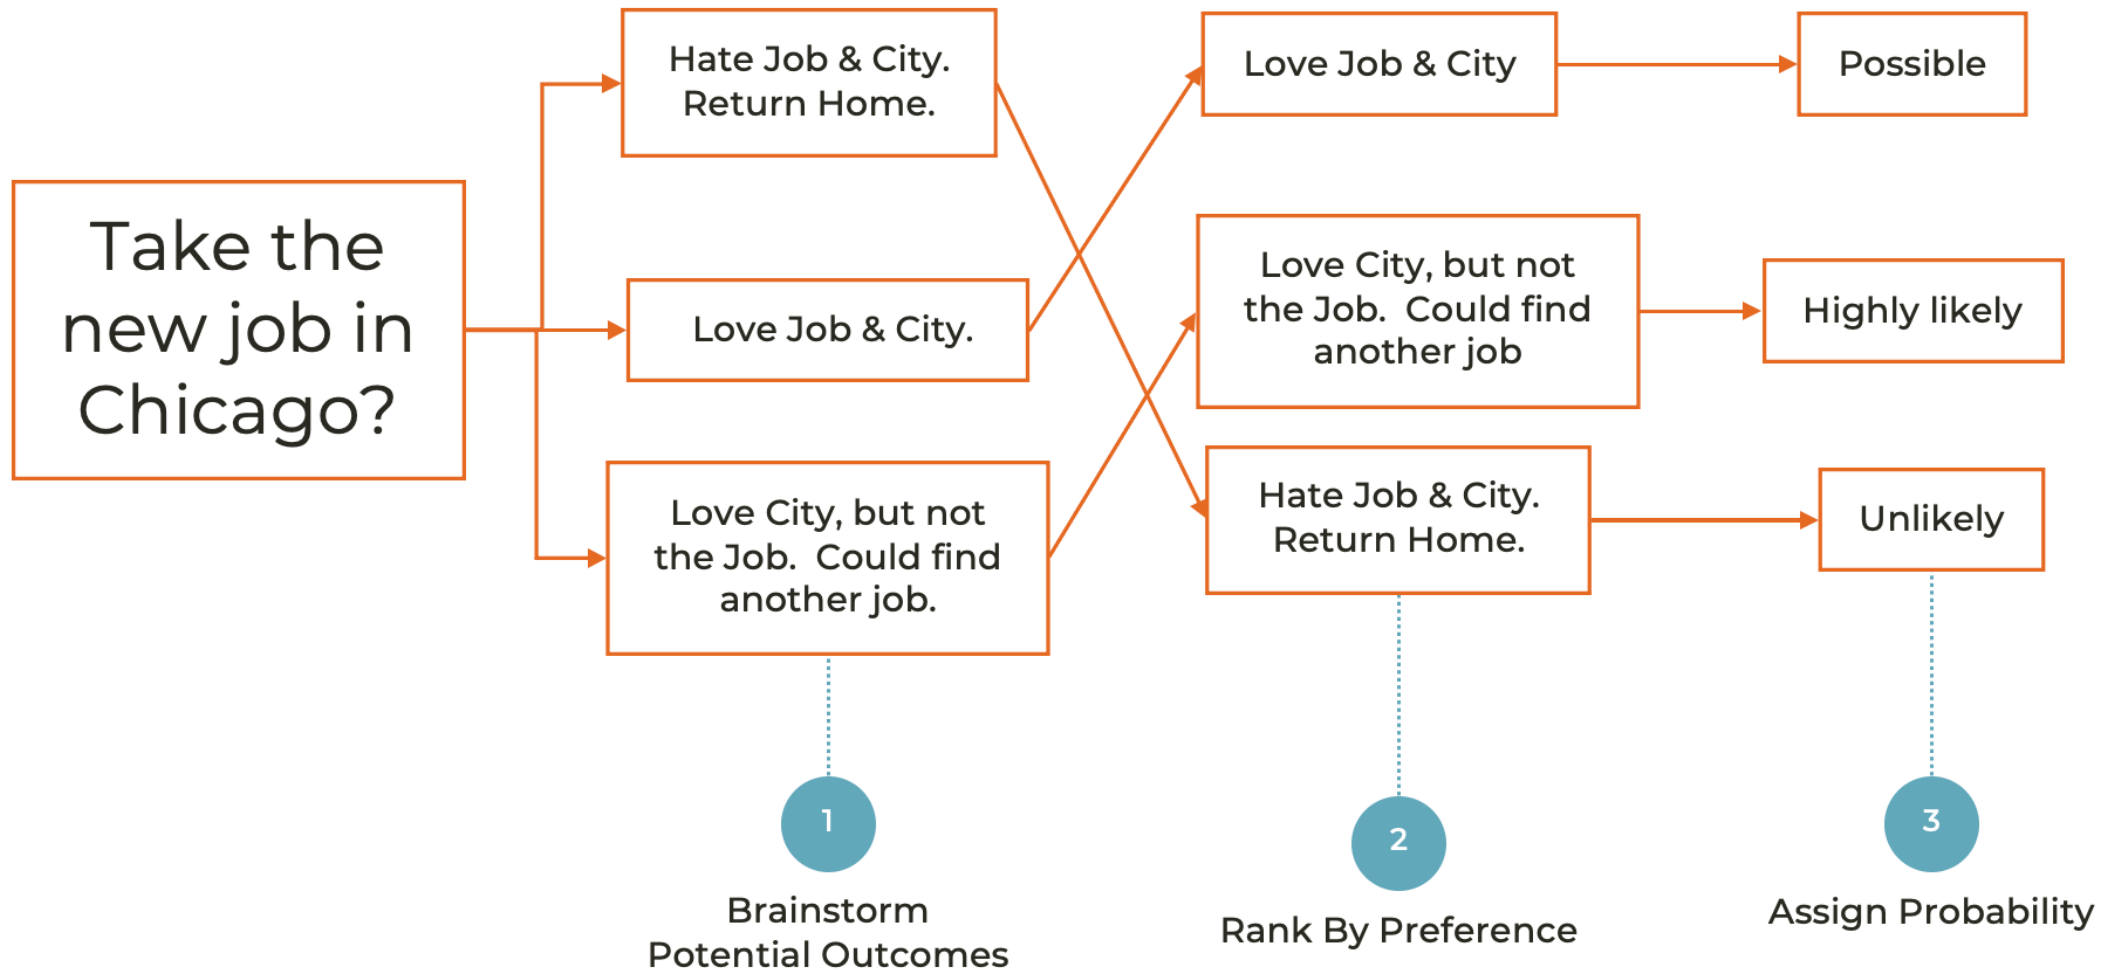 Take the
new job in
Chicago?
Hate Job & City.
Return Home.
Love Job & City.
Love City, but not
the Job.  Could find
another job.
Love Job & City
Love City, but not
the Job.  Could find
another job
Hate Job & City.
Return Home.
Possible
Highly likely
Unlikely
1
Brainstorm
Potential Outcomes
2
Rank By Preference
3
Assign Probability